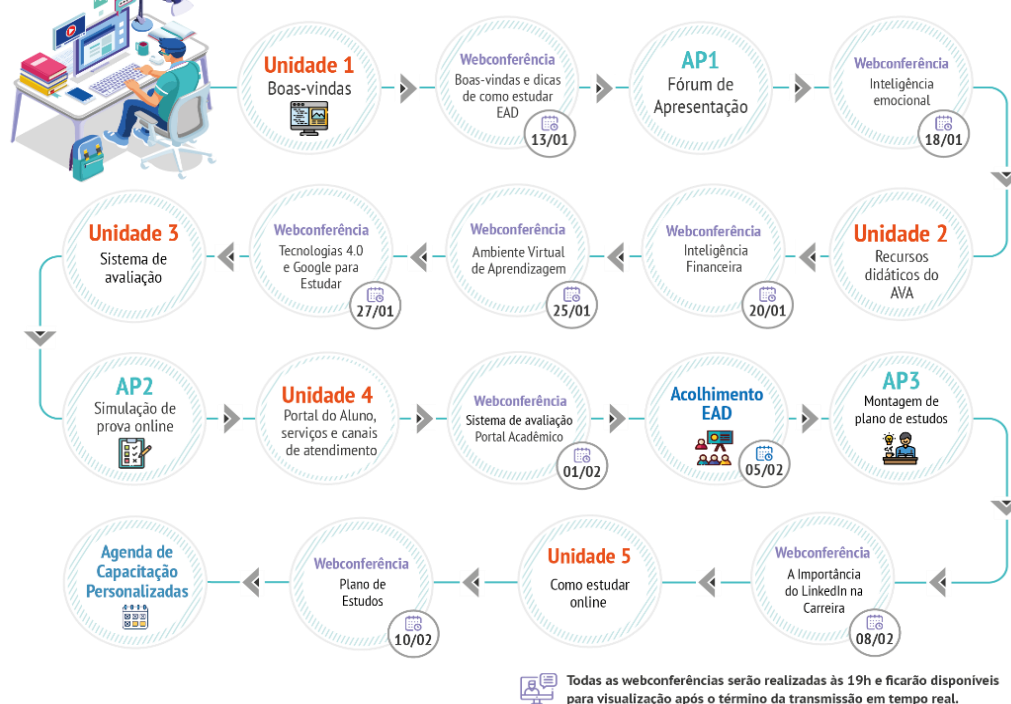 Unidade 1
Boas-vindas
Webconferência
Boas-vindas e dicas
de como estudar
EAD
13/01
AP1
Fórum de
Apresentação
Webconferência
Inteligência
emocional
18/01
Unidade 2
Recursos
didáticos do
AVA
Webconferência
Inteligência
Financeira
20/01
Webconferência
Ambiente Virtual
de Aprendizagem
25/01
Webconferência
Tecnologias 4.0
e Google para
Estudar
27/01
Unidade 3
Sistema de
avaliação
AP2
Simulação de
prova online
Unidade 4
Portal do Aluno,
serviços e canais
de atendimento
Webconferência
Sistema de avaliação
Portal Acadêmico
01/02
Acolhimento
EAD
05/02
AP3
Montagem de
plano de estudos
Webconferência
A Importância
do LinkedIn na
Carreira
08/02
Unidade 5
Como estudar
online
Webconferência
Plano de
Estudos
10/02
Agenda de
Capacitação
Personalizadas
Todas as webconferências serão realizadas às 19h e ficarão disponíveis
para visualização após o término da transmissão em tempo real.